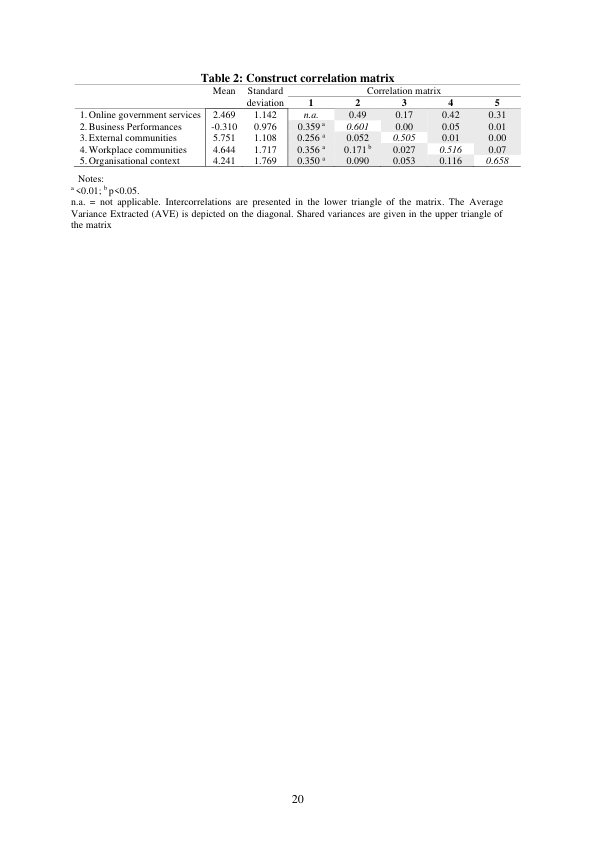 Table 2: Construct correlation matrix
Mean Standard deviation Correlation matrix
1 2 3 4 5
1. Online government services 2.469 1.142 n.a. 0.49 0.17 0.42 0.31
2. Business Performances -0.310 0.976 0.359 a 0.601 0.00 0.05 0.01
3. External communities 5.751 1.108 0.256 a 0.052 0.505 0.01 0.00
4. Workplace communities 4.644 1.717 0.356 a 0.171 b 0.027 0.516 0.07
5. Organisational context 4.241 1.769 0.350 a 0.090 0.053 0.116 0.658
Notes:
a <0.01; b p<0.05.
n.a. = not applicable. Intercorrelations are presented in the lower triangle of the matrix. The Average
Variance Extracted (AVE) is depicted on the diagonal. Shared variances are given in the upper triangle of
the matrix
20